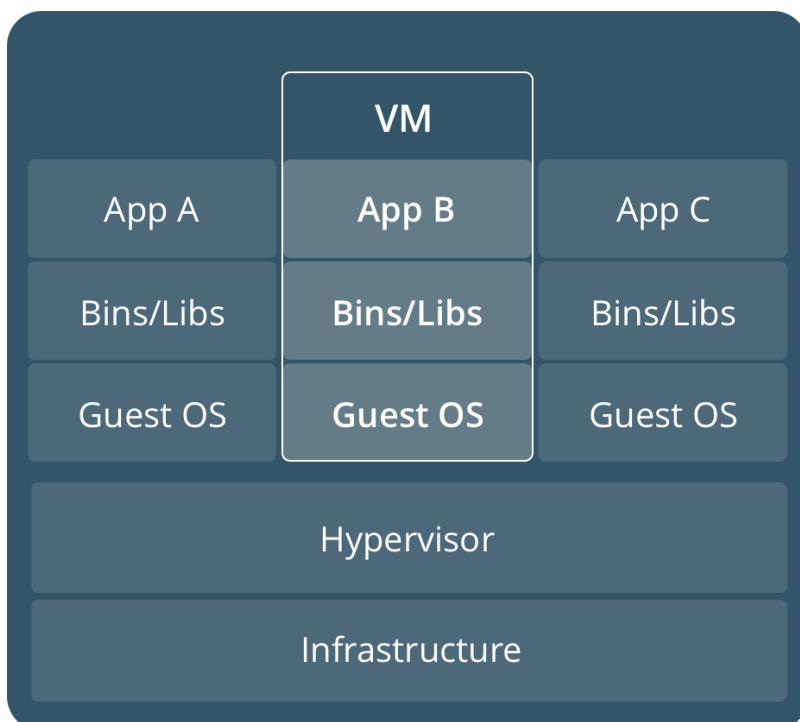 VM
App A
App B
App C
Bins/Libs
Bins/Libs
Bins/Libs
Guest OS
Guest OS
Guest OS
Hypervisor
Infrastructure